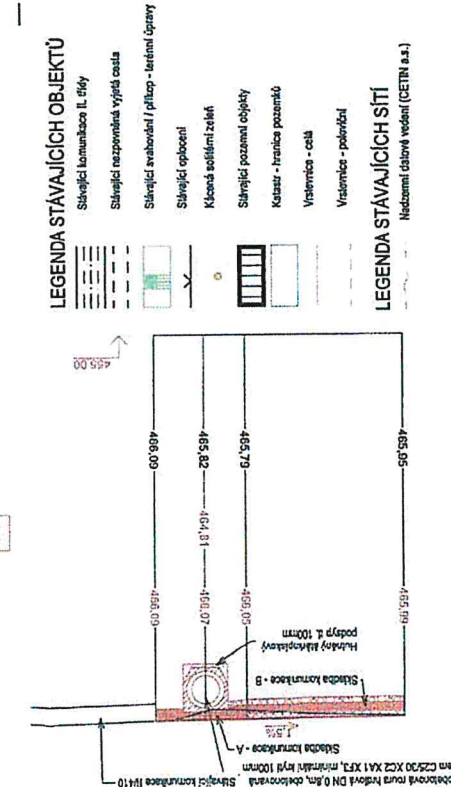 LEGENDA STÁVAJÍCÍCH OBJEKTŮ
Stávající komunikace II. třídy
Stávající nezpevněná vyjetá cesta
Stávající svahování / příkop - terénní úpravy
Stávající oplocení
Kácená solitérní zeleň
Stávající pozemní objekty
Katastr - hranice pozemků
Vrstevnice - celá
Vrstevnice - poloviční
LEGENDA STÁVAJÍCÍCH SÍTÍ
Nadzemní datové vedení (CETIN a.s.)
455,00
466,09
465,82
465,79
465,95
464,81
466,09
466,07
466,05
465,99
Hutněný štěrkopískový
podsyp tl. 100mm
Skladba komunikace - B
1,5%
Skladba komunikace - A
Stávající komunikace II/410
betonová roura hrdlová DN 0,8m, obetonovaná
C25/30 XC2 XA1 XF3, minimální krytí 100mm